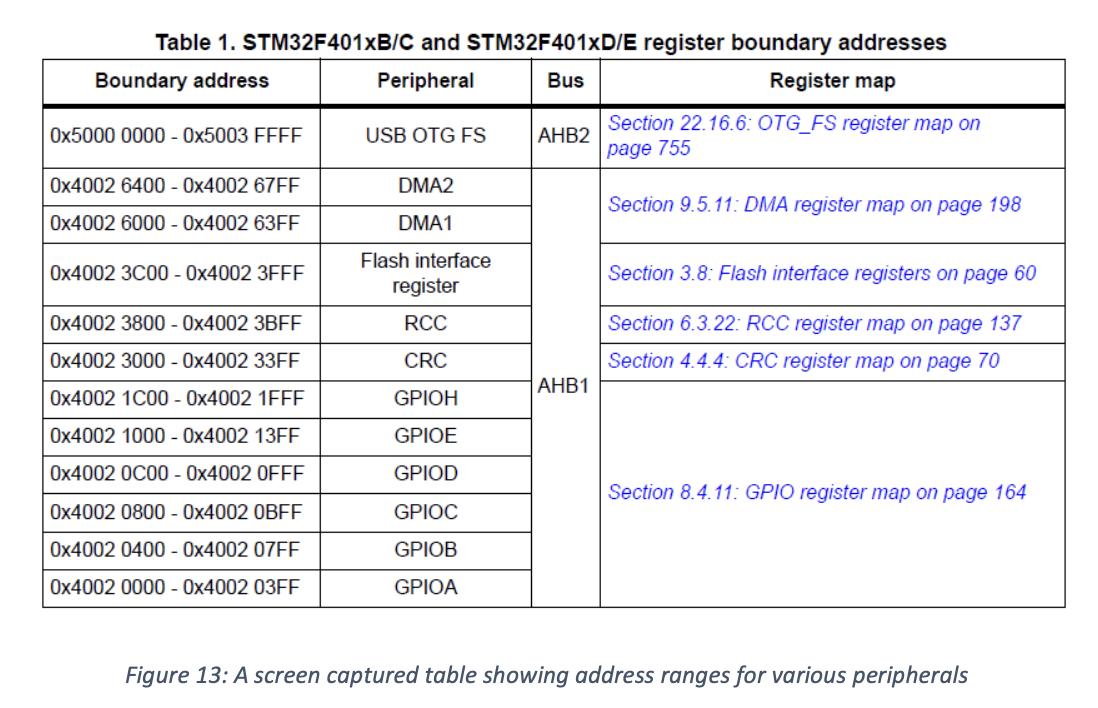 Table 1. STM32F401xB/C and STM32F401xD/E register boundary addresses
Boundary address Peripheral Bus Register map
0x5000 0000 - 0x5003 FFFF USB OTG FS AHB2 Section 22.16.6: OTG_FS register map on
page 755
0x4002 6400 - 0x4002 67FF DMA2
Section 9.5.11: DMA register map on page 198
0x4002 6000 - 0x4002 63FF DMA1
0x4002 3C00 - 0x4002 3FFF Flash interface
register
Section 3.8: Flash interface registers on page 60
0x4002 3800 - 0x4002 3BFF RCC Section 6.3.22: RCC register map on page 137
0x4002 3000 - 0x4002 33FF CRC Section 4.4.4: CRC register map on page 70
AHB1
0x4002 1C00 - 0x4002 1FFF GPIOH
0x4002 1000 - 0x4002 13FF GPIOE
0x4002 0C00 - 0x4002 0FFF GPIOD
Section 8.4.11: GPIO register map on page 164
0x4002 0800 - 0x4002 0BFF GPIOC
0x4002 0400 - 0x4002 07FF GPIOB
0x4002 0000 - 0x4002 03FF GPIOA
Figure 13: A screen captured table showing address ranges for various peripherals